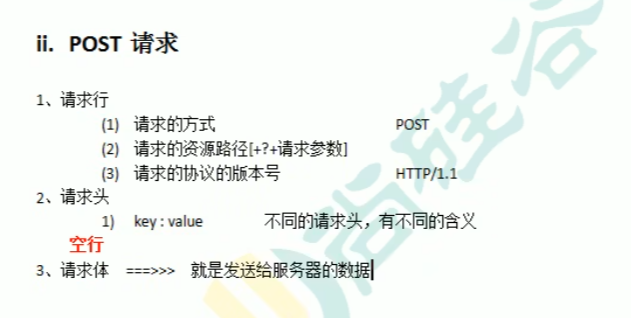 ii. POST 请求
1、请求行
(1) 请求的方式 POST
(2) 请求的资源路径[+?+请求参数]
(3) 请求的协议的版本号 HTTP/1.1
2、请求头
1) key : value 不同的请求头，有不同的含义
空行
3、请求体 ===>>> 就是发送给服务器的数据
尚硅谷